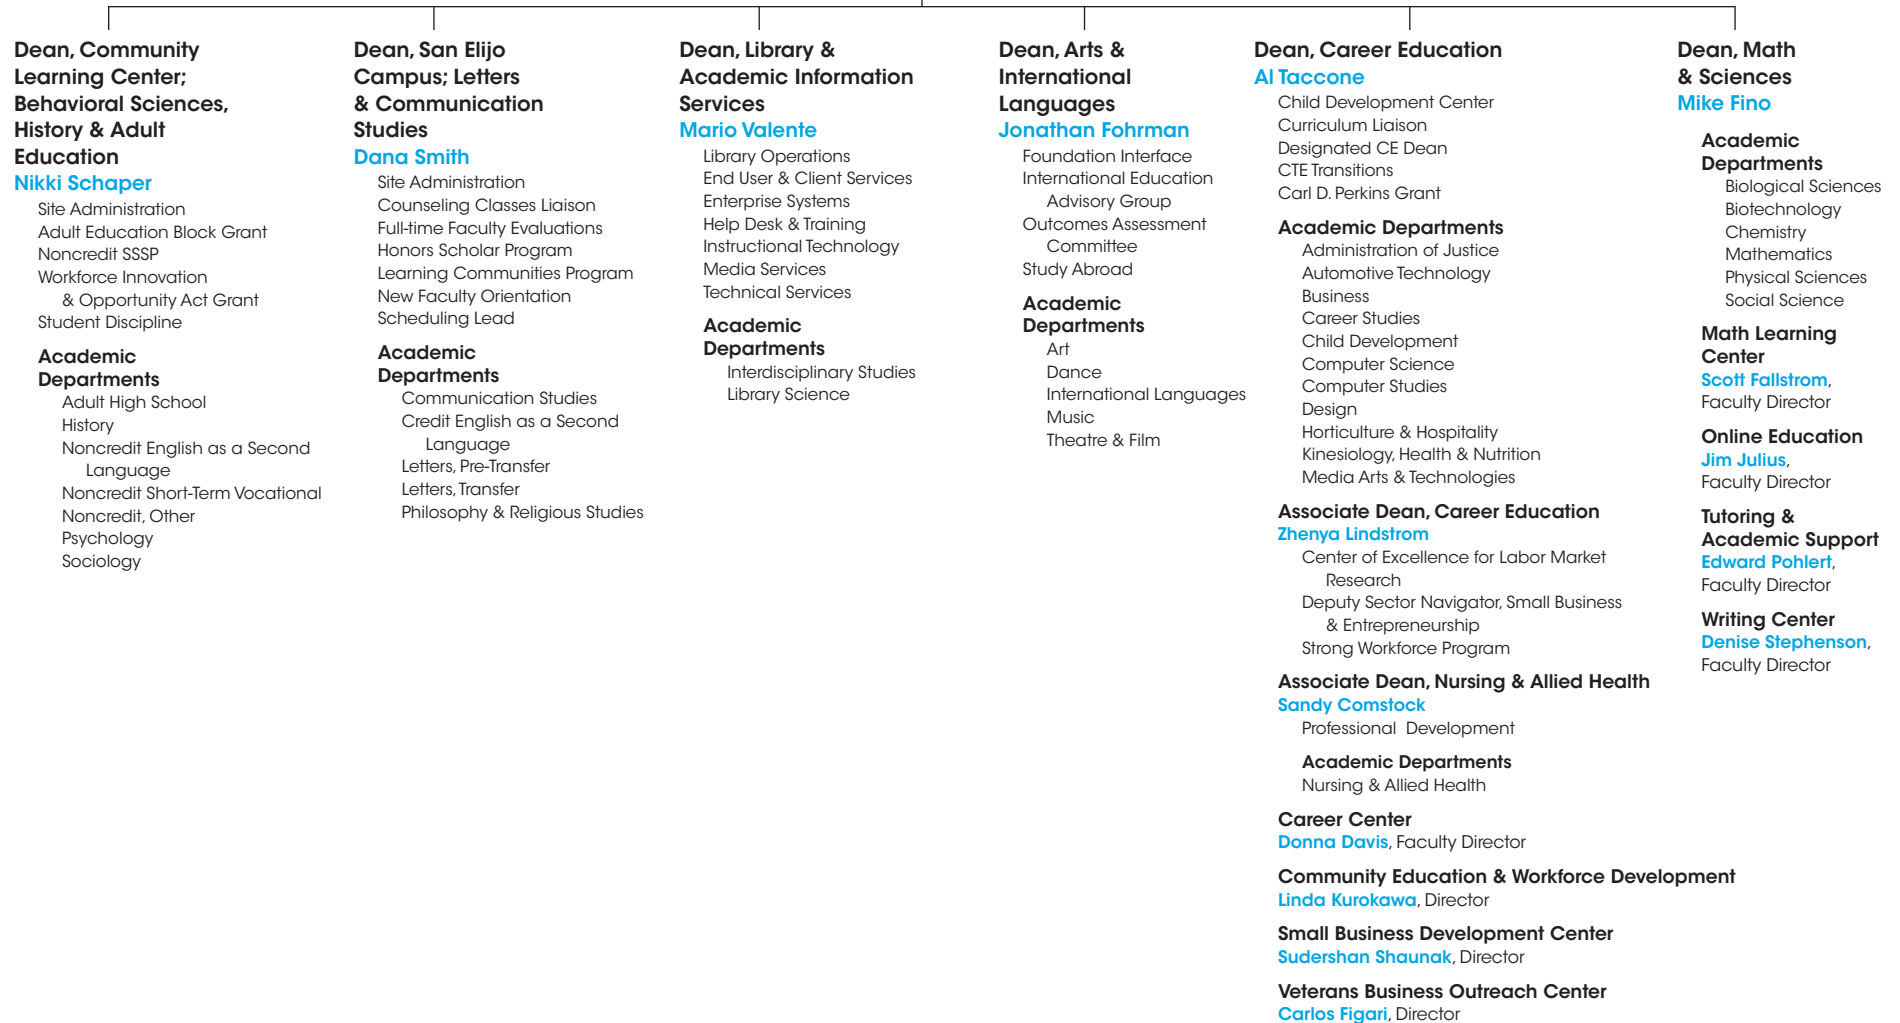 Dean, Community
Learning Center;
Behavioral Sciences,
History & Adult
Education
Nikki Schaper
Site Administration
Adult Education Block Grant
Noncredit SSSP
Workforce Innovation
& Opportunity Act Grant
Student Discipline
Academic
Departments
Adult High School
History
Noncredit English as a Second
Language
Noncredit Short-Term Vocational
Noncredit, Other
Psychology
Sociology
Dean, San Elijo
Campus; Letters
& Communication
Studies
Dana Smith
Site Administration
Counseling Classes Liaison
Full-time Faculty Evaluations
Honors Scholar Program
Learning Communities Program
New Faculty Orientation
Scheduling Lead
Academic
Departments
Communication Studies
Credit English as a Second
Language
Letters, Pre-Transfer
Letters, Transfer
Philosophy & Religious Studies
Dean, Library &
Academic Information
Services
Mario Valente
Library Operations
End User & Client Services
Enterprise Systems
Help Desk & Training
Instructional Technology
Media Services
Technical Services
Academic
Departments
Interdisciplinary Studies
Library Science
Dean, Arts &
International
Languages
Jonathan Fohrman
Foundation Interface
International Education
Advisory Group
Outcomes Assessment
Committee
Study Abroad
Academic
Departments
Art
Dance
International Languages
Music
Theatre & Film
Dean, Career Education
Al Taccone
Child Development Center
Curriculum Liaison
Designated CE Dean
CTE Transitions
Carl D. Perkins Grant
Academic Departments
Administration of Justice
Automotive Technology
Business
Career Studies
Child Development
Computer Science
Computer Studies
Design
Horticulture & Hospitality
Kinesiology, Health & Nutrition
Media Arts & Technologies
Associate Dean, Career Education
Zhenya Lindstrom
Center of Excellence for Labor Market
Research
Deputy Sector Navigator, Small Business
& Entrepreneurship
Strong Workforce Program
Associate Dean, Nursing & Allied Health
Sandy Comstock
Professional Development
Academic Departments
Nursing & Allied Health
Career Center
Donna Davis, Faculty Director
Community Education & Workforce Development
Linda Kurokawa, Director
Small Business Development Center
Sudershan Shaunak, Director
Veterans Business Outreach Center
Carlos Figari, Director
Dean, Math
& Sciences
Mike Fino
Academic
Departments
Biological Sciences
Biotechnology
Chemistry
Mathematics
Physical Sciences
Social Science
Math Learning
Center
Scott Fallstrom,
Faculty Director
Online Education
Jim Julius,
Faculty Director
Tutoring &
Academic Support
Edward Pohlert,
Faculty Director
Writing Center
Denise Stephenson,
Faculty Director